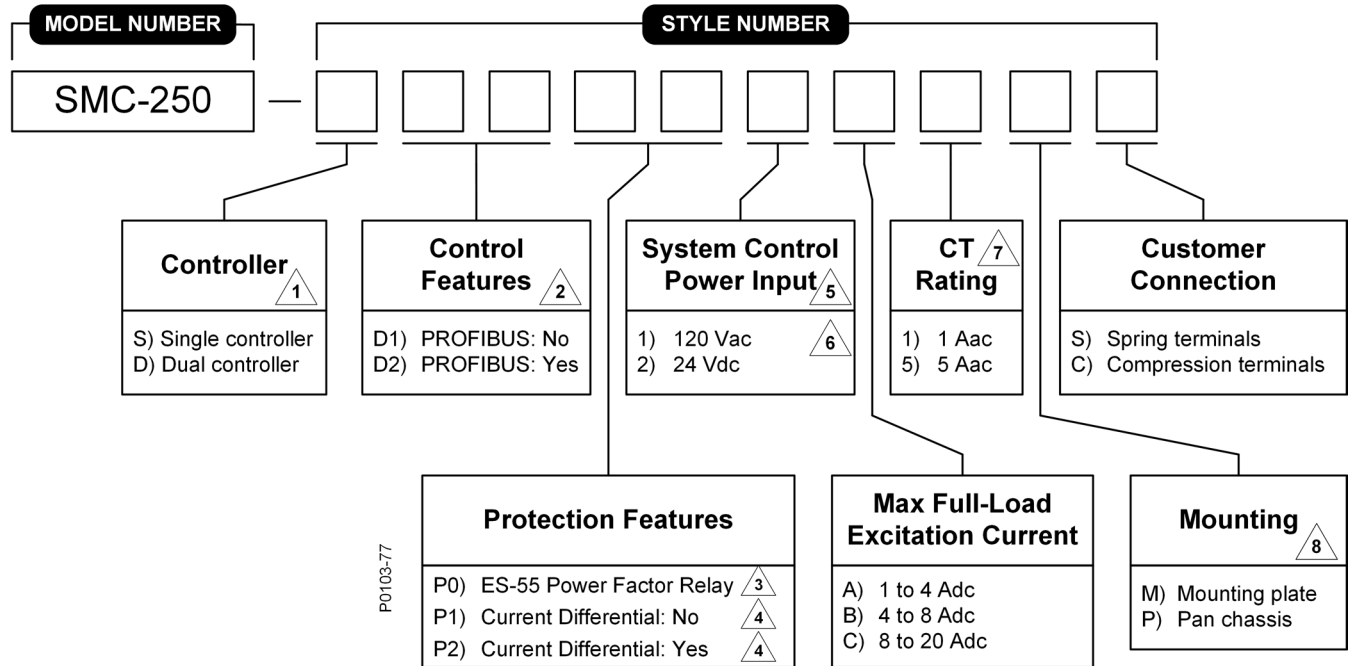 MODEL NUMBER
STYLE NUMBER
SMC-250 —
Controller
1
S) Single controller
D) Dual controller
Control
Features
2
D1) PROFIBUS: No
D2) PROFIBUS: Yes
System Control
Power Input
5
1) 120 Vac
6
2) 24 Vdc
CT
7
Rating
1) 1 Aac
5) 5 Aac
Customer
Connection
S) Spring terminals
C) Compression terminals
Protection Features
P0) ES-55 Power Factor Relay 3
P1) Current Differential: No 4
P2) Current Differential: Yes 4
Max Full-Load
Excitation Current
A) 1 to 4 Adc
B) 4 to 8 Adc
C) 8 to 20 Adc
Mounting
8
M) Mounting plate
P) Pan chassis
P0103-77